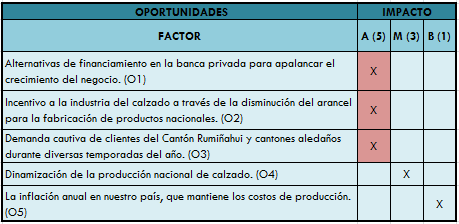 OPORTUNIDADES IMPACTO
FACTOR A (5) M (3) B (1)
Alternativas de financiamiento en la banca privada para apalancar el
crecimiento del negocio. (O1) X
Incentivo a la industria del calzado a través de la disminución del arancel
para la fabricación de productos nacionales. (O2) X
Demanda cautiva de clientes del Cantón Rumiñahui y cantones aledaños
durante diversas temporadas del año. (O3) X
Dinamización de la producción nacional de calzado. (O4) X
La inflación anual en nuestro país, que mantiene los costos de producción.
(O5) X